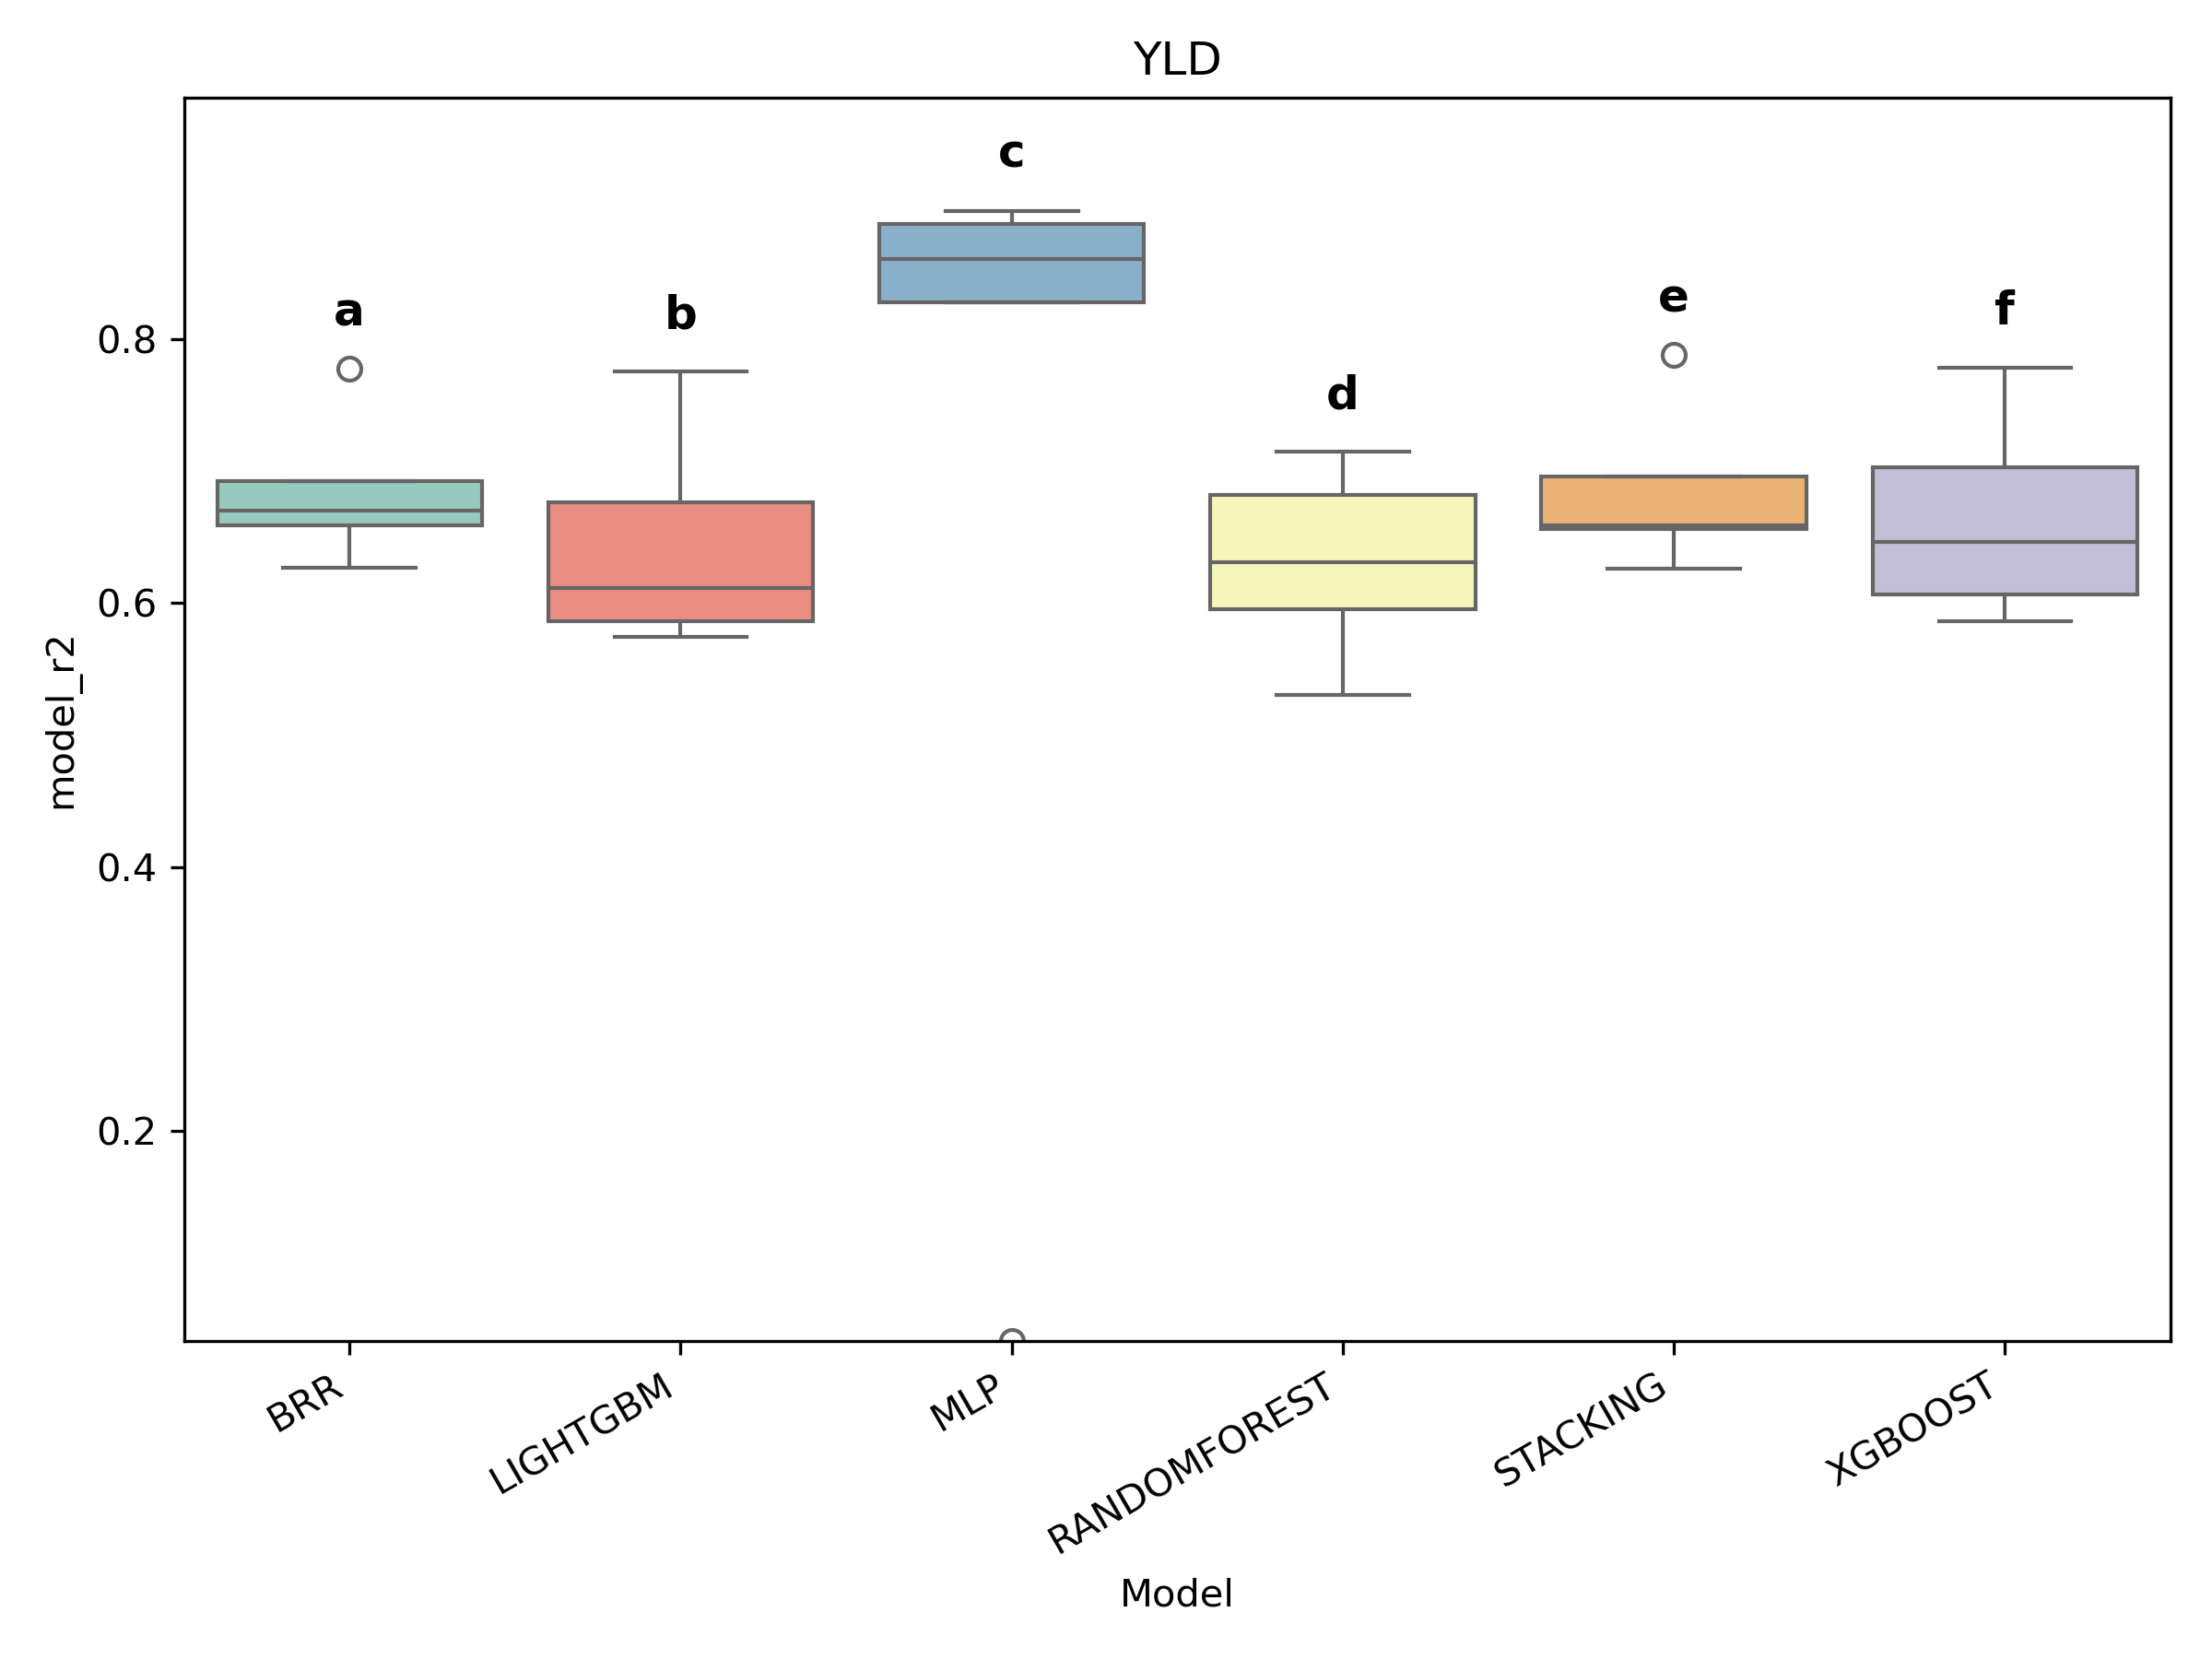 YLD
c
a
b
e
f
d
0.8
0.6
0.4
0.2
model_r2
BRR
LIGHTGBM
MLP
RANDOMFOREST
STACKING
XGBOOST
Model